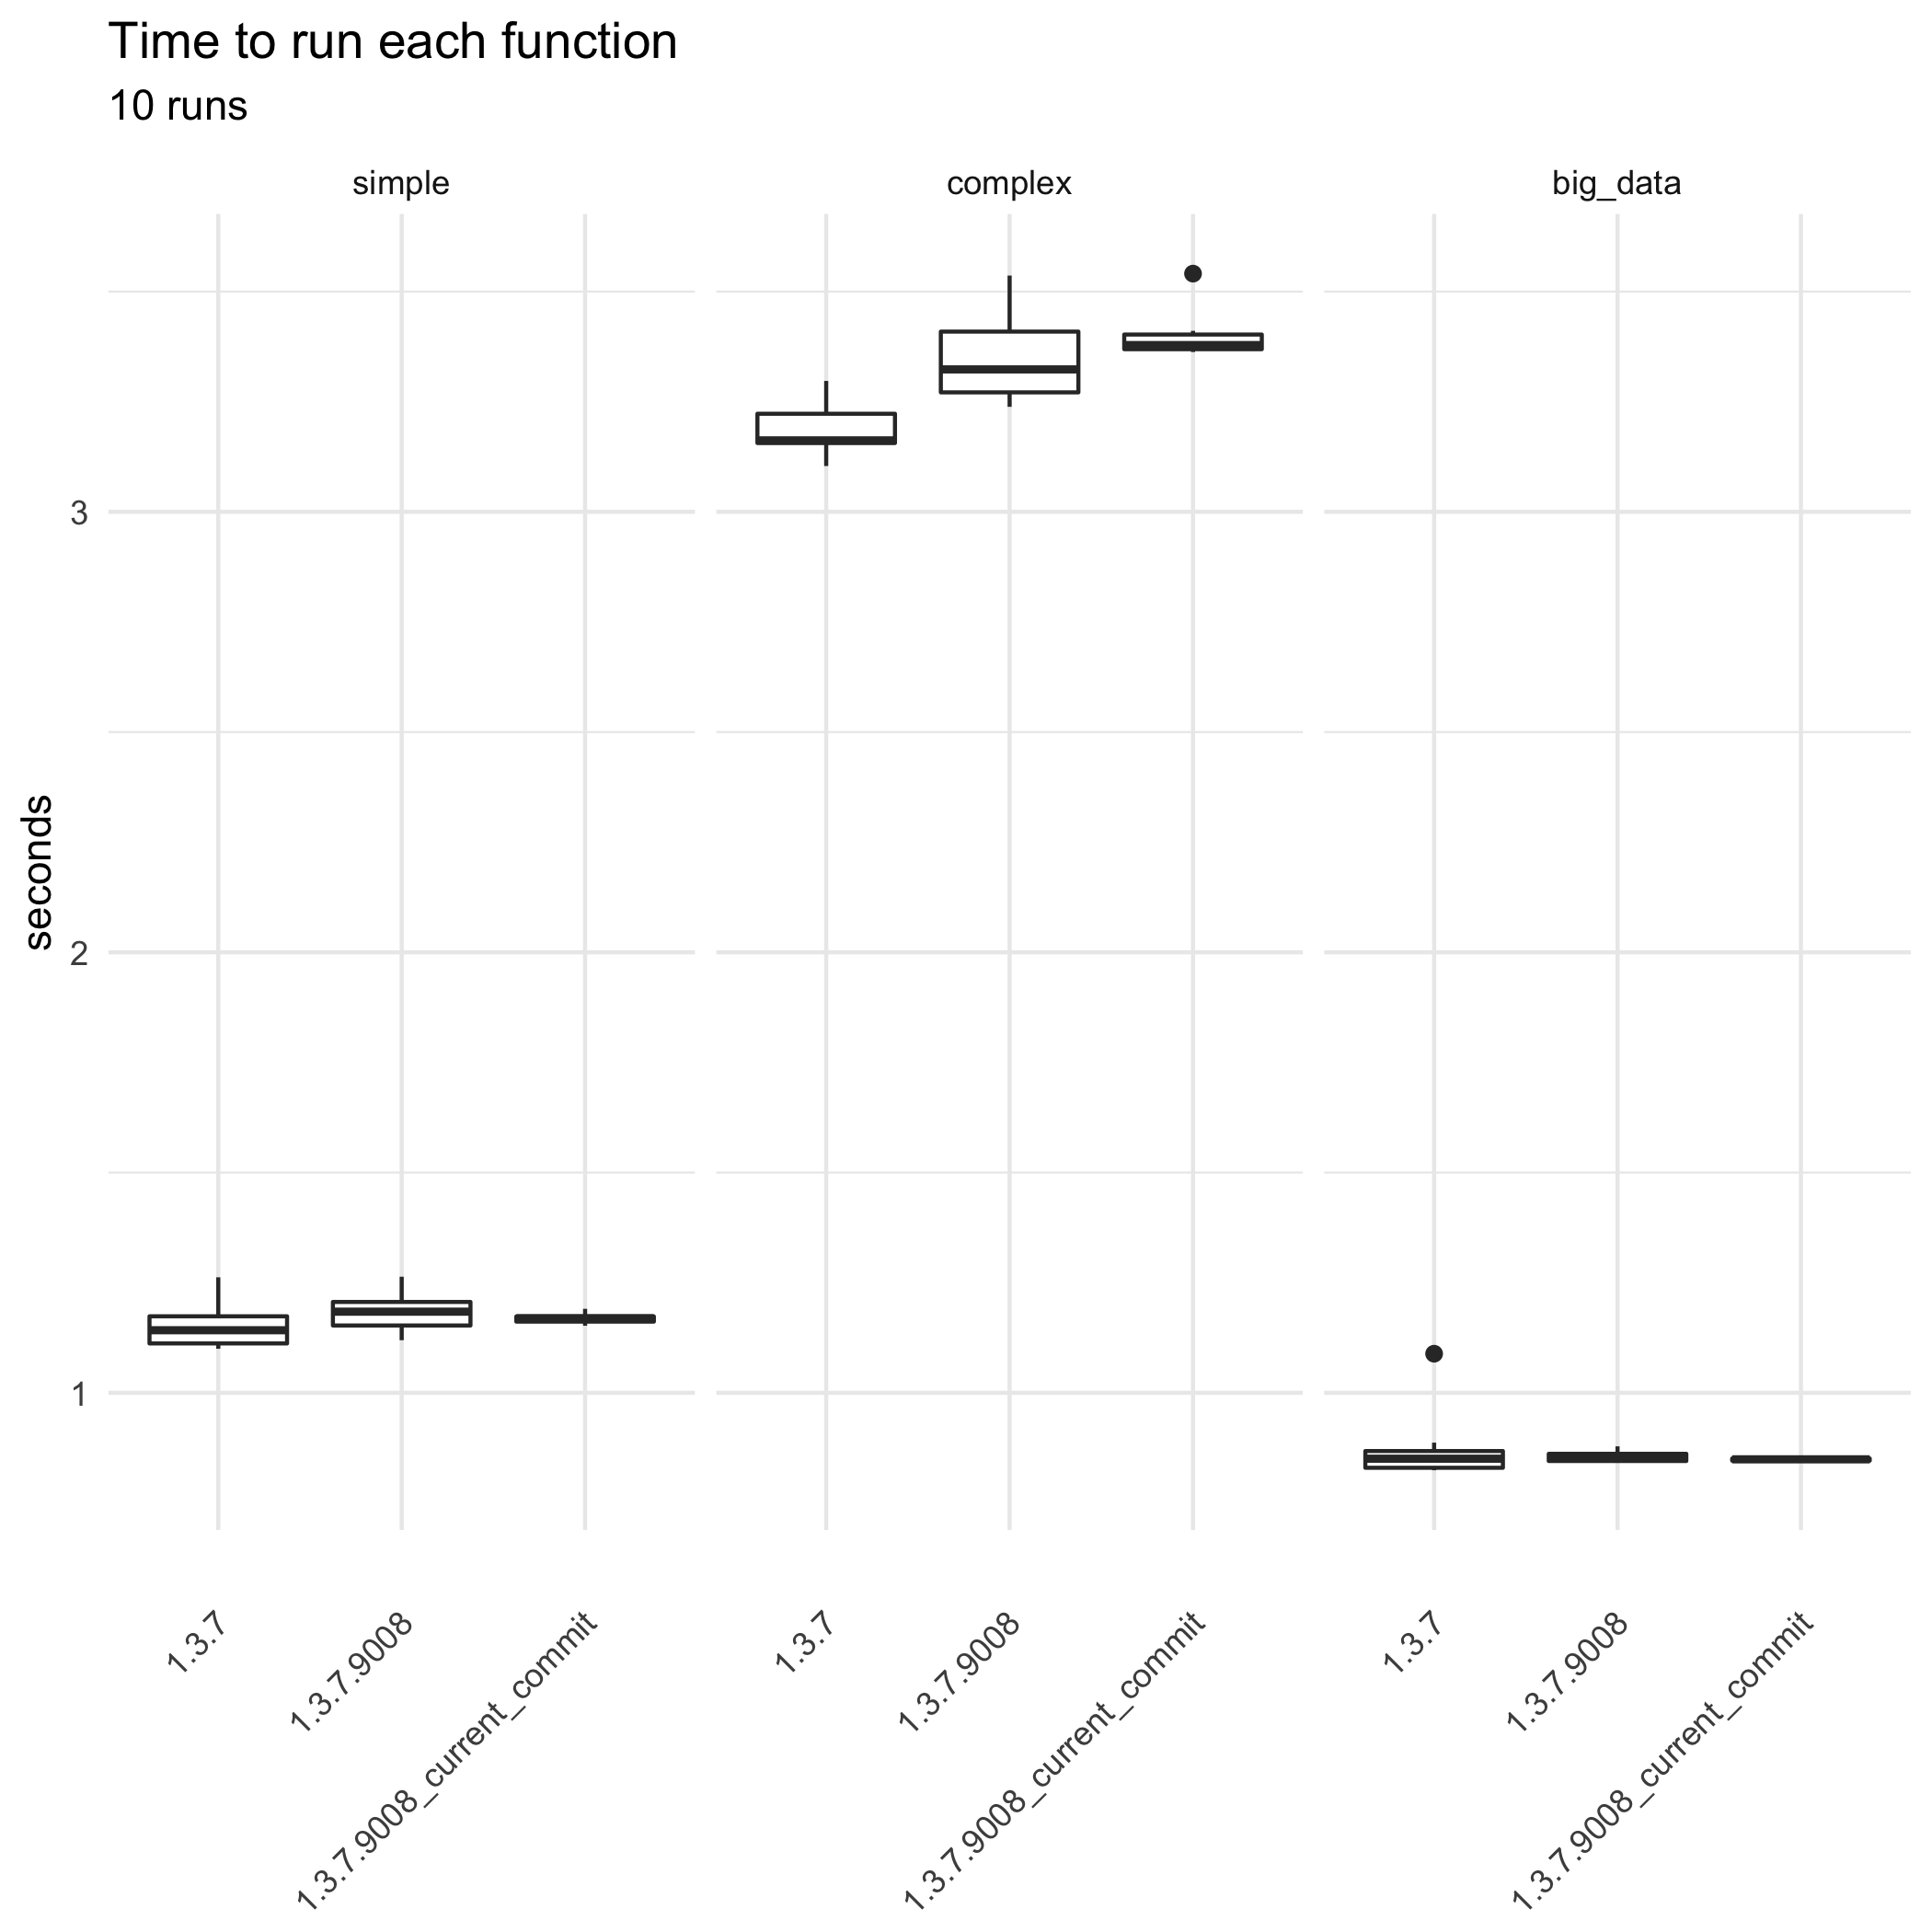 Time to run each function
10 runs
simple
complex
big_data
seconds
3
2
1
1.3.7
1.3.7.9008
1.3.7.9008_current_commit
1.3.7
1.3.7.9008
1.3.7.9008_current_commit
1.3.7
1.3.7.9008
1.3.7.9008_current_commit